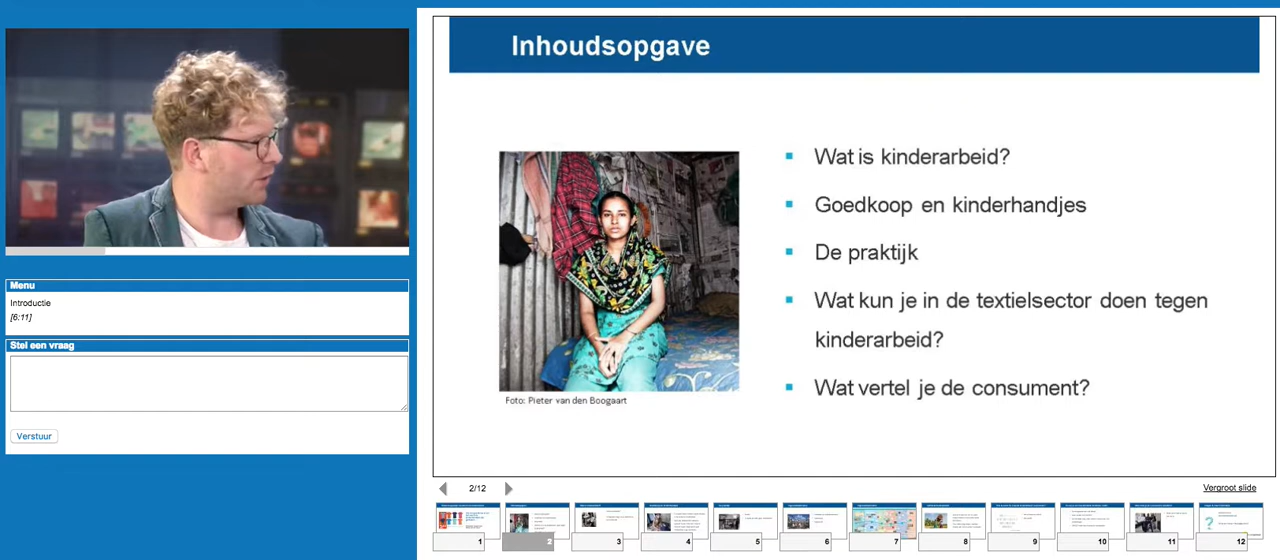 Inhoudsopgave
Wat is kinderarbeid?
Goedkoop en kinderhandjes
De praktijk
Wat kun je in de textielsector doen tegen
kinderarbeid?
Wat vertel je de consument?
Foto: Pieter van den Boogaart
Menu
Introductie
[6:11]
Stel een vraag
Verstuur
2/12
Vergroot slide
1
2
3
4
5
6
7
8
9
10
11
12